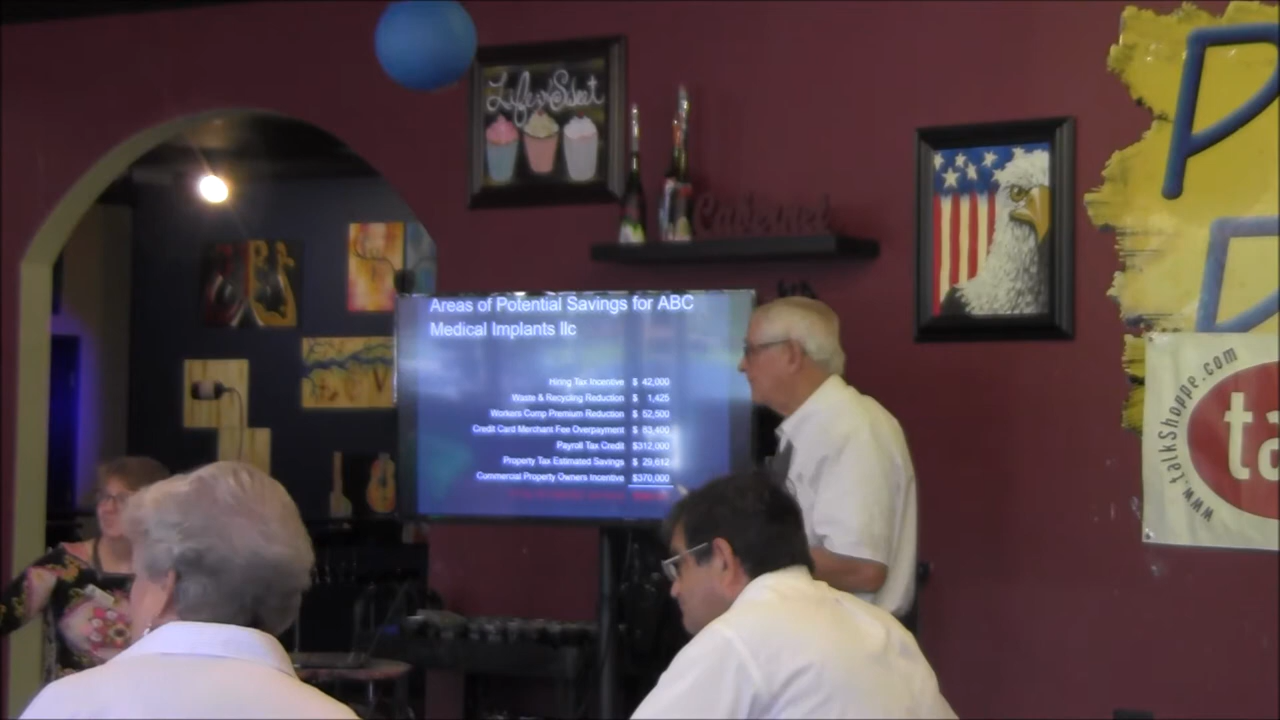 Life is Sweet
Cabernet
Areas of Potential Savings for ABC
Medical Implants llc
Hiring Tax Incentive $ 42,000
Waste & Recycling Reduction $ 1,425
Workers Comp Premium Reduction $ 52,500
Credit Card Merchant Fee Overpayment $ 83,400
Payroll Tax Credit $312,000
Property Tax Estimated Savings $ 29,612
Commercial Property Owners Incentive $370,000
P
www.talkShoppe.com
ta